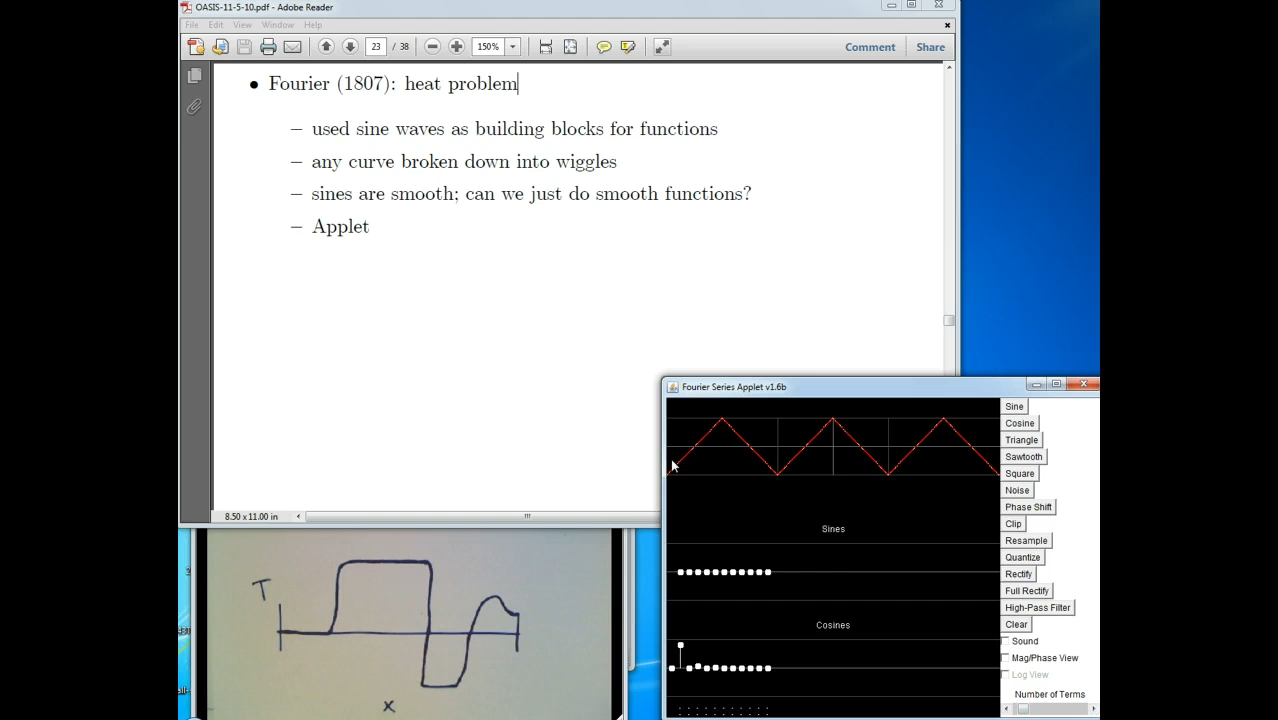 OASIS-11-5-10.pdf - Adobe Reader
File Edit View Window Help
23 / 38 150% Comment Share
• Fourier (1807): heat problem
– used sine waves as building blocks for functions
– any curve broken down into wiggles
– sines are smooth; can we just do smooth functions?
– Applet
8.50 x 11.00 in
T
x
Fourier Series Applet v1.6b
Sines
Cosines
Sine
Cosine
Triangle
Sawtooth
Square
Noise
Phase Shift
Clip
Resample
Quantize
Rectify
Full Rectify
High-Pass Filter
Clear
Sound
Mag/Phase View
Log View
Number of Terms